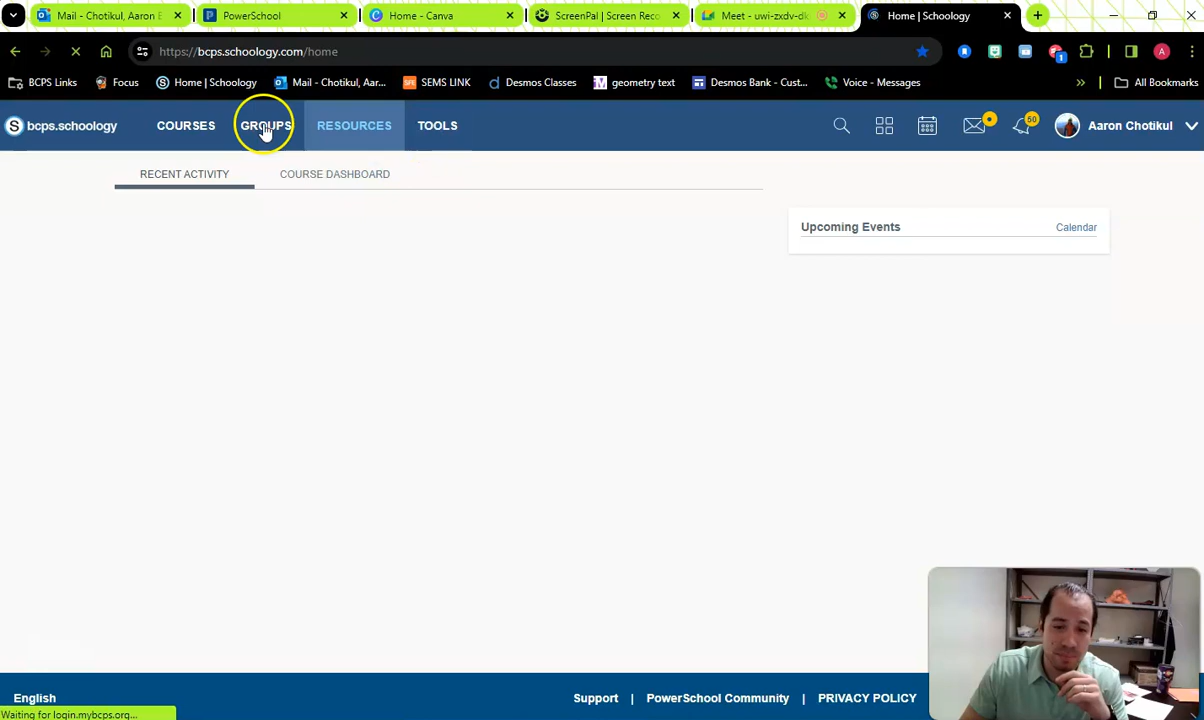 Mail - Chotikul, Aaron E
PowerSchool
Home - Canva
ScreenPal | Screen Reco
Meet - uwi-zxdv-dk
Home | Schoology
https://bcps.schoology.com/home
BCPS Links
Focus
Home | Schoology
Mail - Chotikul, Aar...
SEMS LINK
Desmos Classes
geometry text
Desmos Bank - Cust...
Voice - Messages
All Bookmarks
bcps.schoology
COURSES
GROUPS
RESOURCES
TOOLS
50
Aaron Chotikul
RECENT ACTIVITY
COURSE DASHBOARD
Upcoming Events
Calendar
English
Support | PowerSchool Community | PRIVACY POLICY
Waiting for login.mybcps.org...